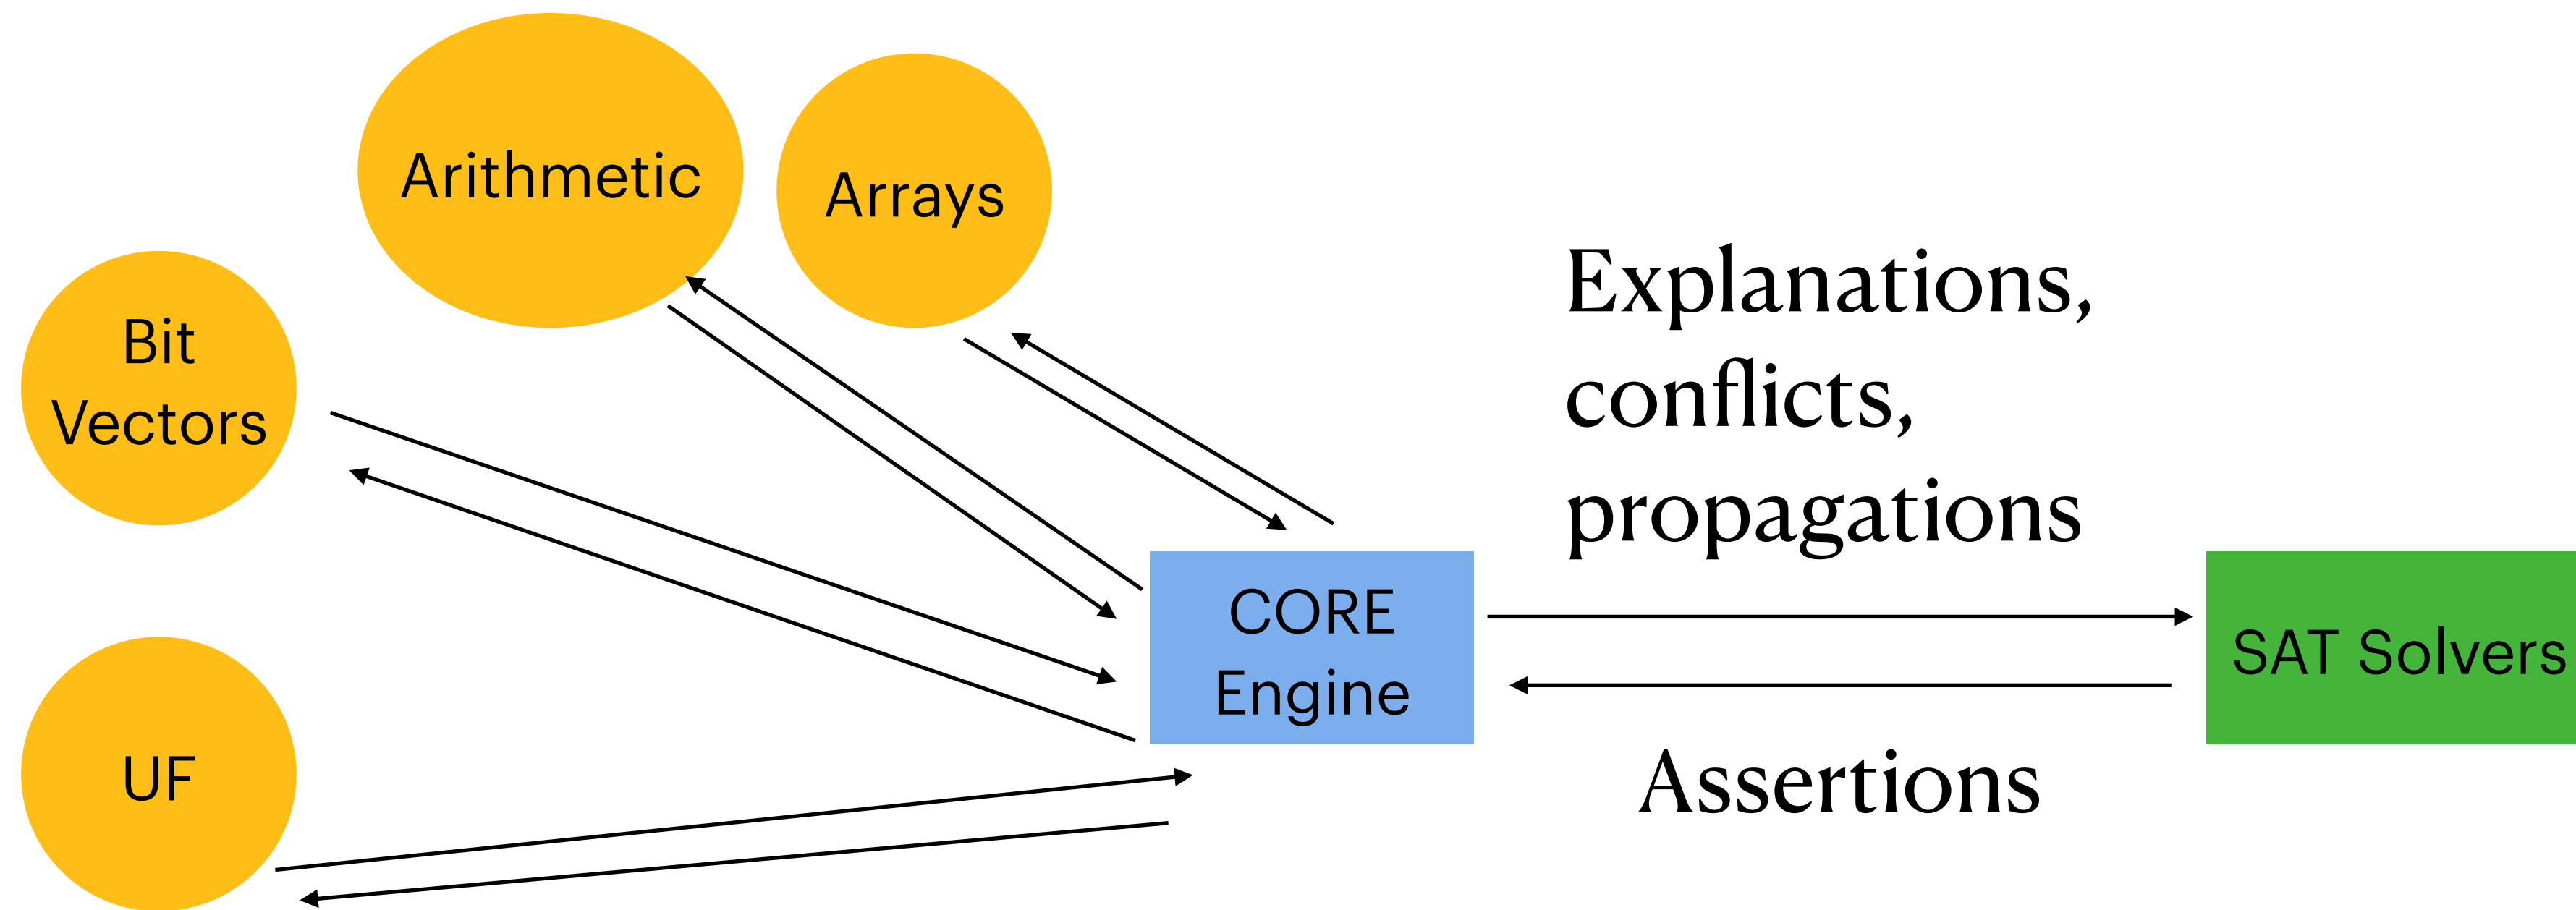 Arithmetic
Arrays
Bit
Vectors
UF
CORE
Engine
Explanations,
conflicts,
propagations
Assertions
SAT Solvers